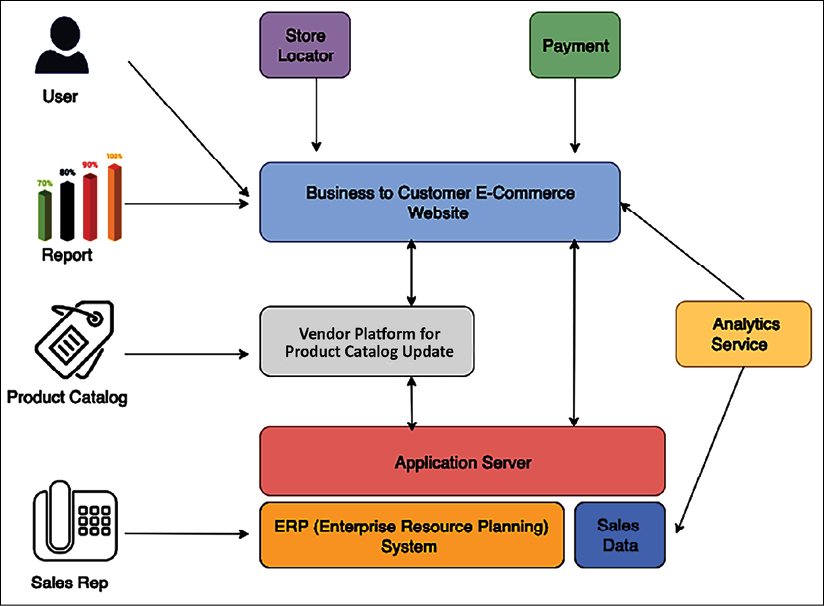 Store
Locator
Payment
User
Business to Customer E-Commerce
Website
70%
80%
90%
100%
Report
Vendor Platform for
Product Catalog Update
Analytics
Service
Product Catalog
Application Server
ERP (Enterprise Resource Planning)
System
Sales
Data
Sales Rep